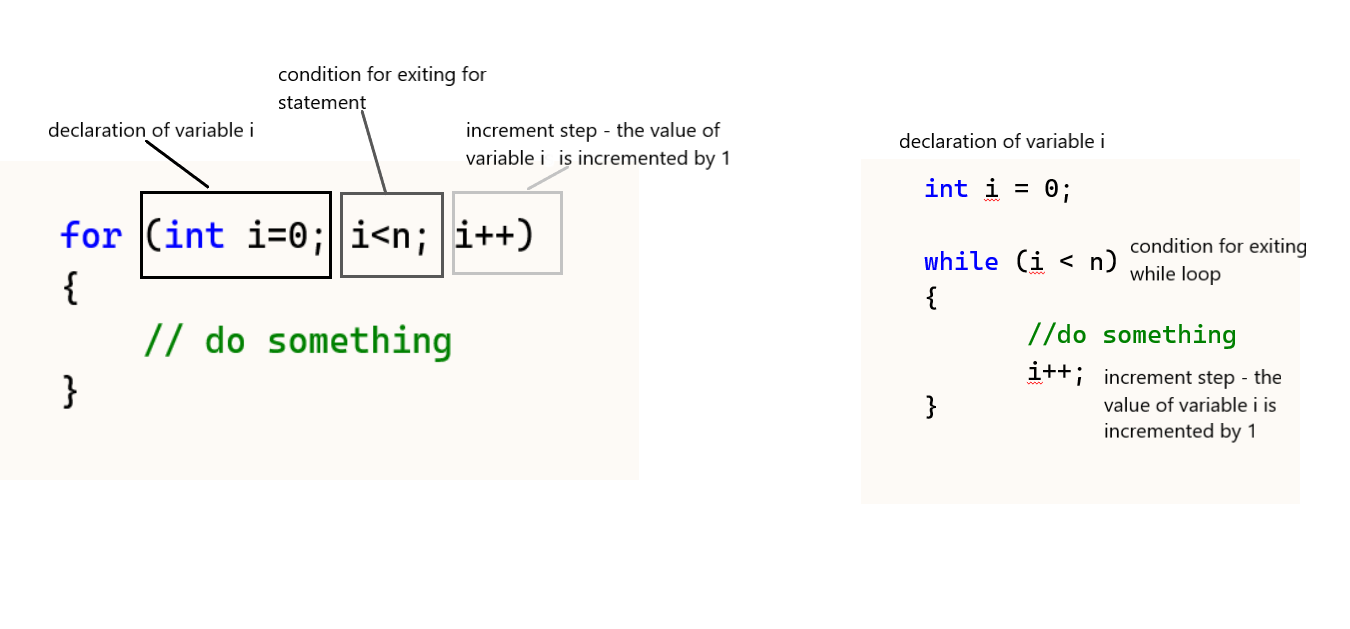 condition for exiting for
statement
declaration of variable i
increment step - the value of
variable i  is incremented by 1
for (int i=0; i<n; i++)
{
// do something
}
declaration of variable i
int i = 0;
while (i < n)
condition for exiting
while loop
{
//do something
i++;
increment step - the
value of variable i is
incremented by 1
}